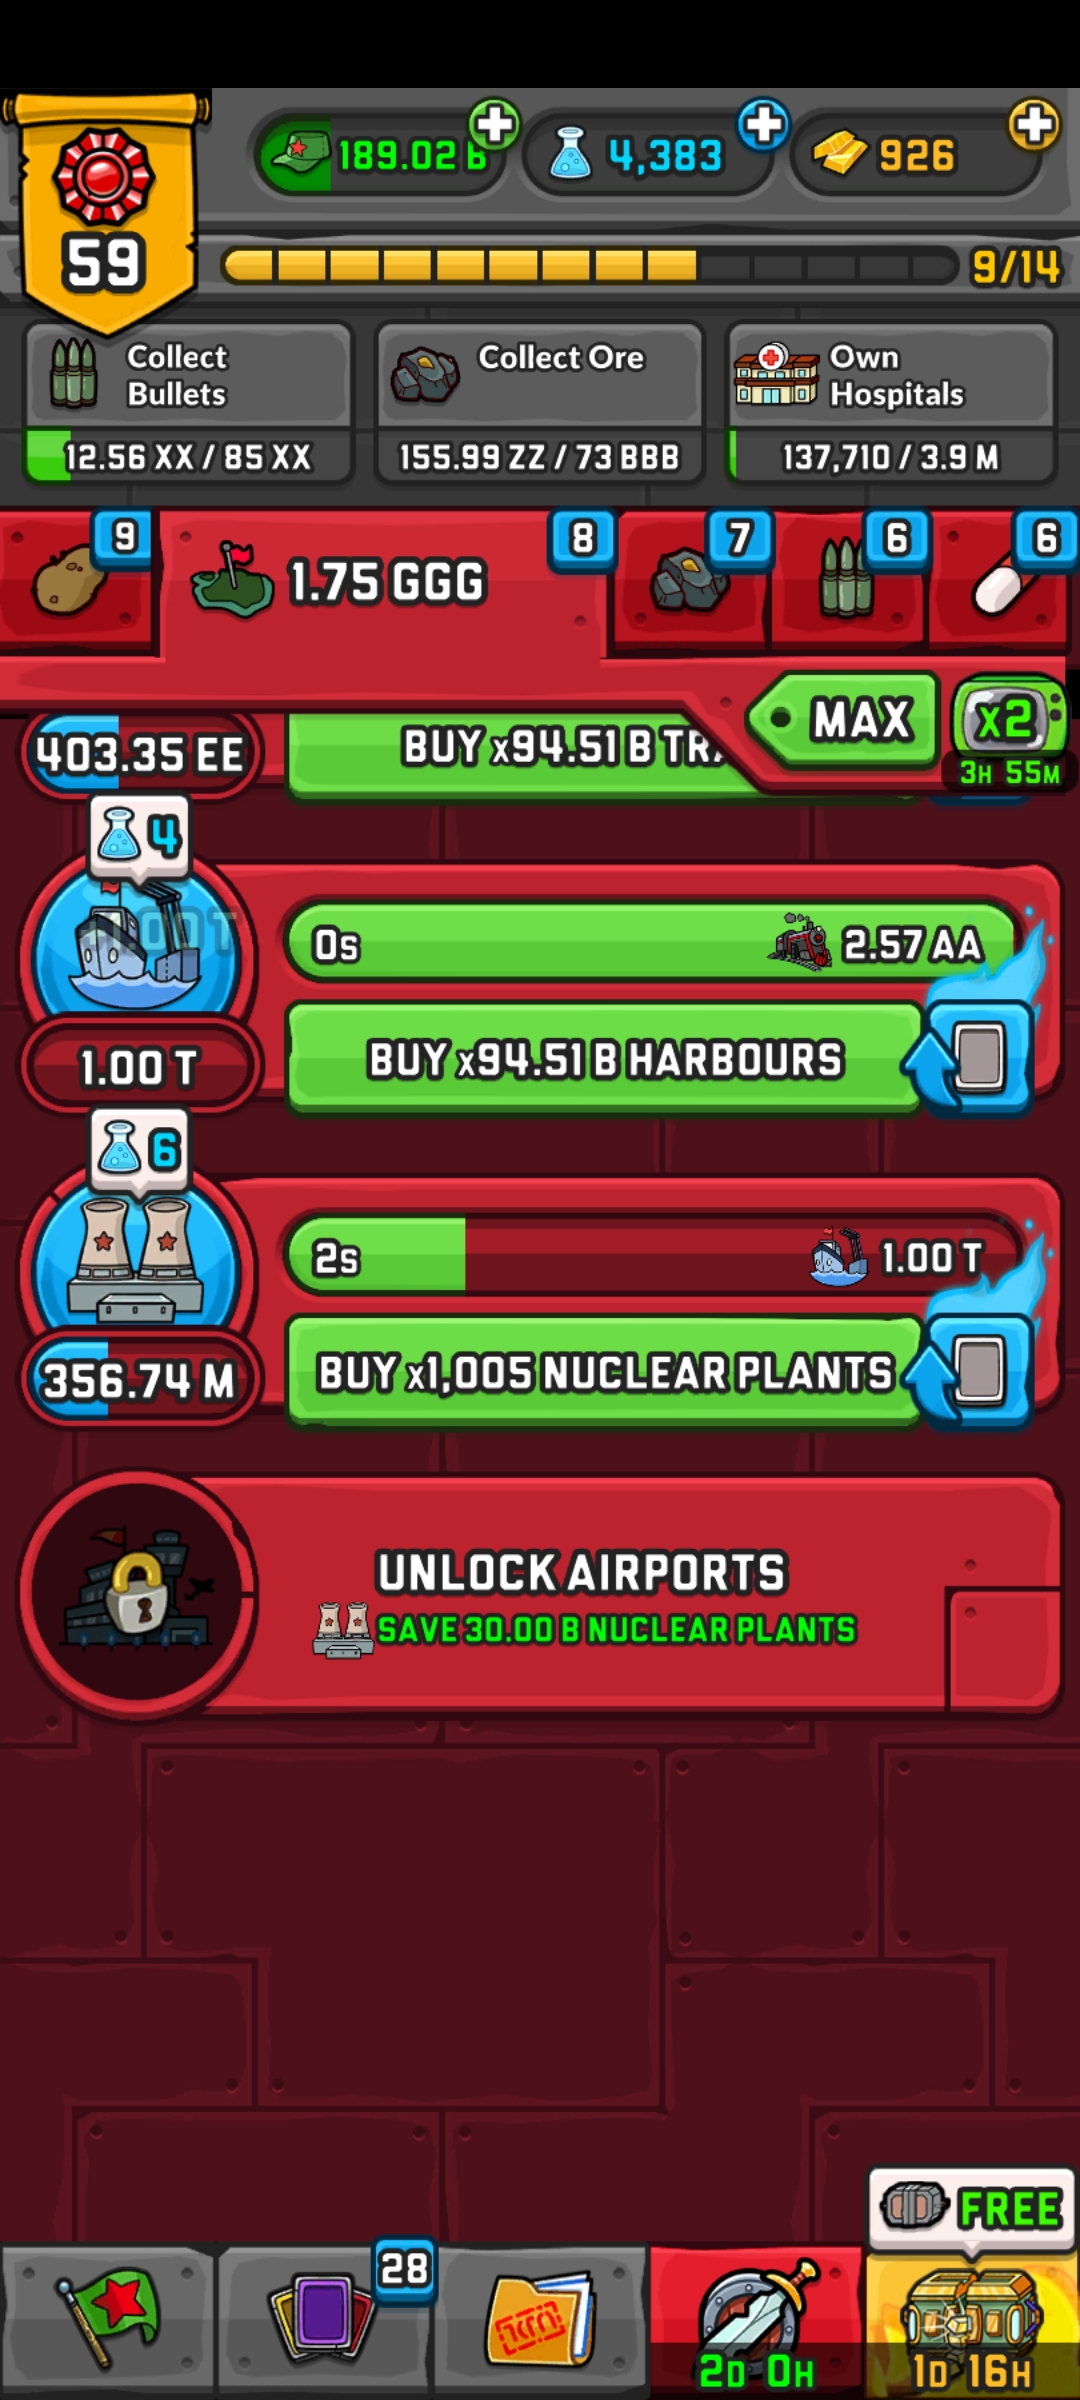 189.02 B
4,383
926
59
9/14
Collect
Bullets
12.56 XX / 85 XX
Collect Ore
155.99 ZZ / 73 BBB
Own
Hospitals
137,710 / 3.9 M
9
1.75 GGG
8
7
6
6
MAX
x2
3H 55M
403.35 EE
BUY x94.51 B TRA
4
1.00 T
0s
2.57 AA
BUY x94.51 B HARBOURS
1.00 T
6
2s
1.00 T
BUY x1,005 NUCLEAR PLANTS
356.74 M
UNLOCK AIRPORTS
SAVE 30.00 B NUCLEAR PLANTS
FREE
28
2D 0H
1D 16H